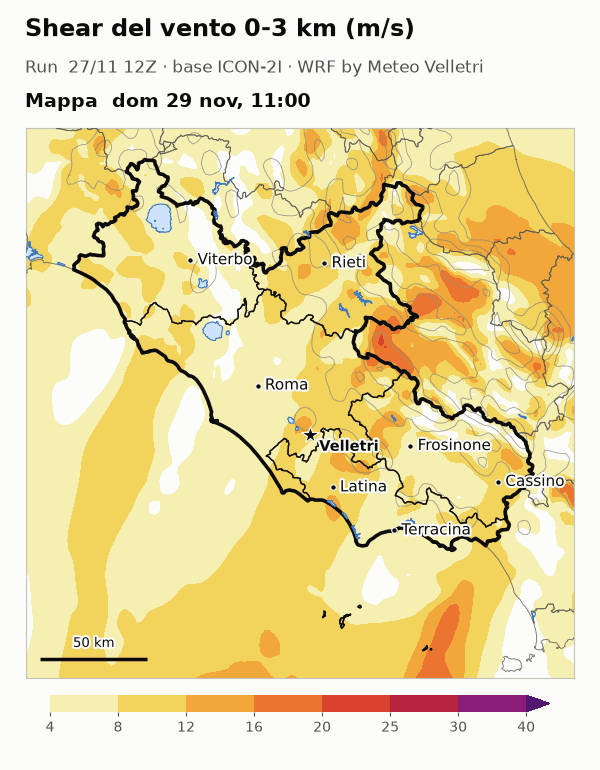 Shear del vento 0-3 km (m/s)
Run  27/11 12Z · base ICON-2I · WRF by Meteo Velletri
Mappa  dom 29 nov, 11:00
Viterbo
Rieti
Roma
Velletri
Frosinone
Cassino
Latina
Terracina
50 km
4 8 12 16 20 25 30 40